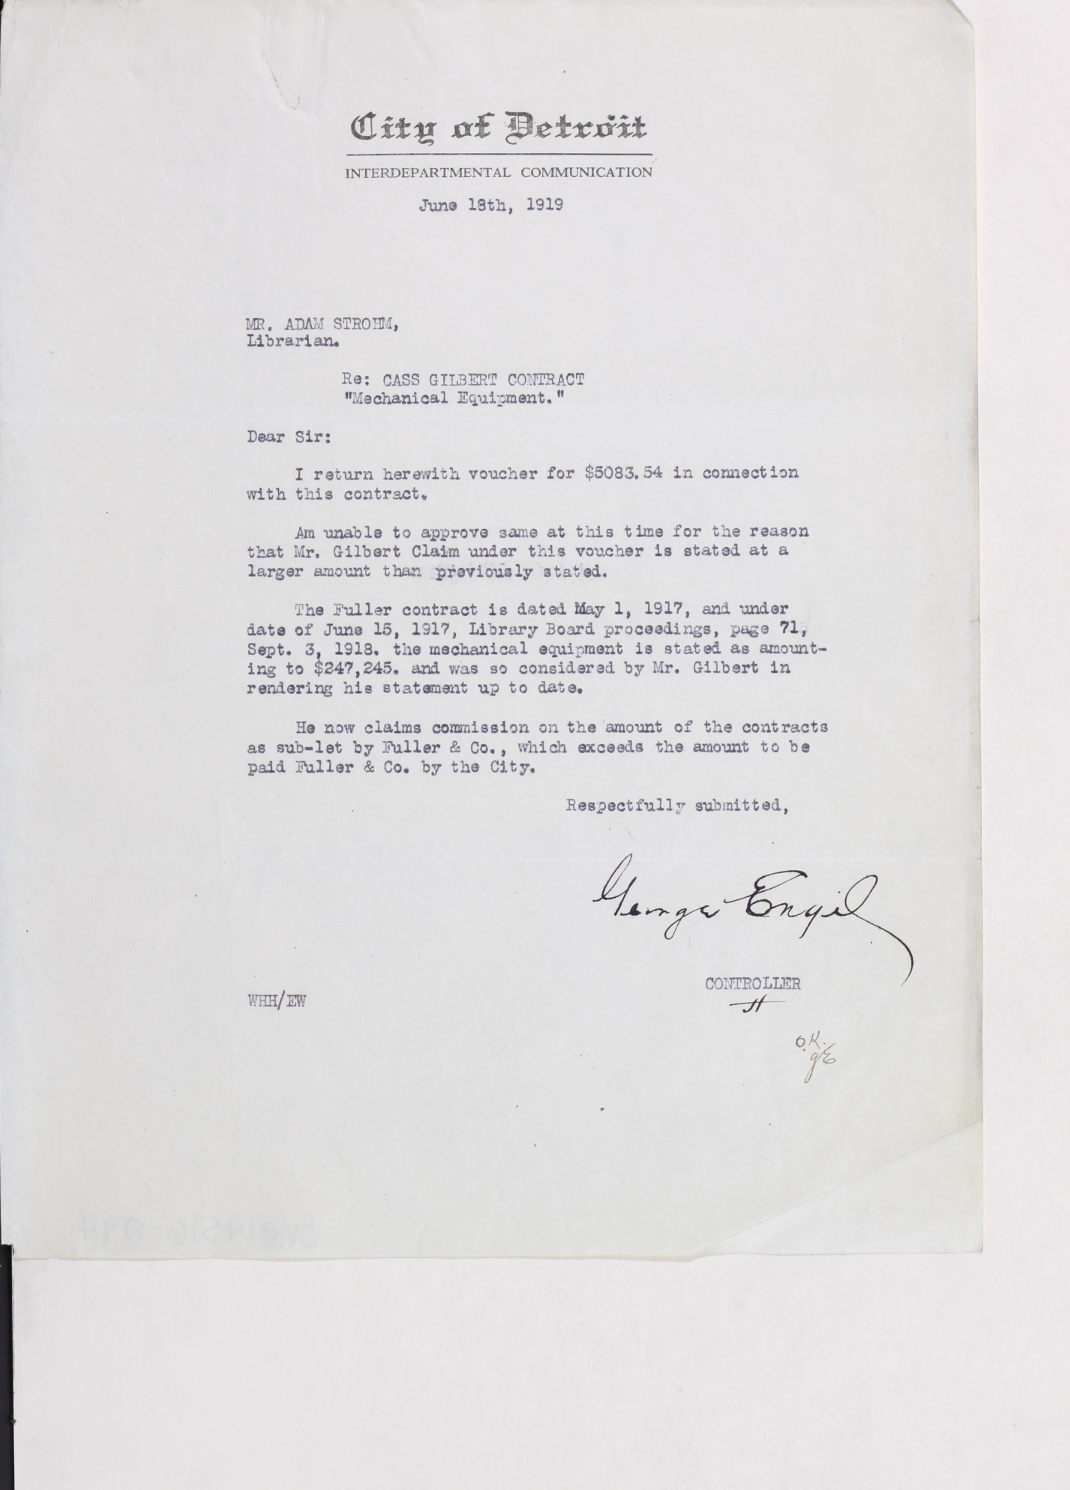 City of Detroit
INTERDEPARTMENTAL COMMUNICATION
June 18th, 1919
MR. ADAM STROHM,
Librarian.
Re: CASS GILBERT CONTRACT
"Mechanical Equipment."
Dear Sir:
I return herewith voucher for $5083.54 in connection
with this contract.
Am unable to approve same at this time for the reason
that Mr. Gilbert Claim under this voucher is stated at a
larger amount than previously stated.
The Fuller contract is dated May 1, 1917, and under
date of June 15, 1917, Library Board proceedings, page 71,
Sept. 3, 1918. the mechanical equipment is stated as amount-
ing to $247,245. and was so considered by Mr. Gilbert in
rendering his statement up to date.
He now claims commission on the amount of the contracts
as sub-let by Fuller & Co., which exceeds the amount to be
paid Fuller & Co. by the City.
Respectfully submitted,
George Engel
CONTROLLER
H
WHH/EW
O.K.
GE